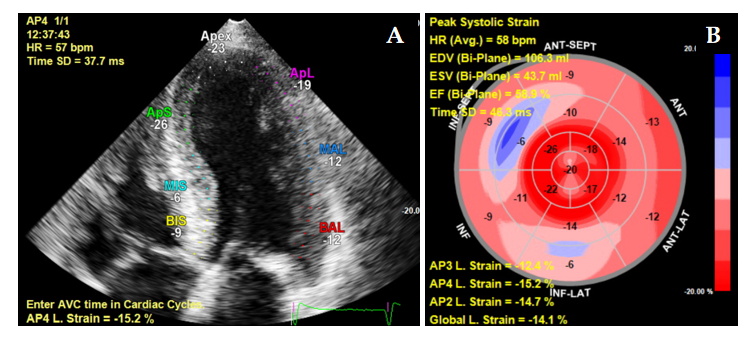 AP4 1/1
12:37:43
HR = 57 bpm
Time SD = 37.7 ms
Apex
-23
A
ApL
-19
ApS
-26
MAL
-12
MIS
-6
BIS
-9
BAL
-12
-20.0
Enter AVC time in Cardiac Cycles
AP4 L. Strain = -15.2 %
Peak Systolic Strain
HR (Avg.) = 58 bpm
EDV (Bi-Plane) = 106.3 ml
ESV (Bi-Plane) = 43.7 ml
EF (Bi-Plane) =
Time SD = 48.3 ms
B
20.
ANT-SEPT
ANT
ANT-LAT
INF-LAT
INF
INF-SEPT
-9
-13
-12
-6
-9
-9
-10
-14
-12
-14
-11
-6
-26
-18
-17
-22
-20
AP3 L. Strain = -12.4 %
AP4 L. Strain = -15.2 %
AP2 L. Strain = -14.7 %
Global L. Strain = -14.1 %
-20.00 %